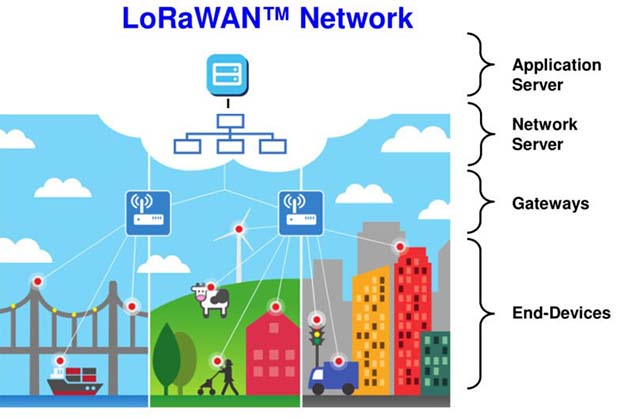 LoRaWAN™ Network
Application
Server
Network
Server
Gateways
End-Devices